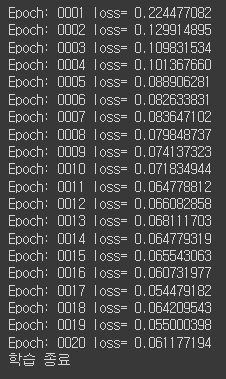 Epoch: 0001 loss= 0.224477082
Epoch: 0002 loss= 0.129914895
Epoch: 0003 loss= 0.109831534
Epoch: 0004 loss= 0.101367660
Epoch: 0005 loss= 0.088906281
Epoch: 0006 loss= 0.082633831
Epoch: 0007 loss= 0.083647102
Epoch: 0008 loss= 0.079848737
Epoch: 0009 loss= 0.074137323
Epoch: 0010 loss= 0.071834944
Epoch: 0011 loss= 0.064778812
Epoch: 0012 loss= 0.066082858
Epoch: 0013 loss= 0.068111703
Epoch: 0014 loss= 0.064779319
Epoch: 0015 loss= 0.065543063
Epoch: 0016 loss= 0.060731977
Epoch: 0017 loss= 0.054479182
Epoch: 0018 loss= 0.064209543
Epoch: 0019 loss= 0.055000398
Epoch: 0020 loss= 0.061177194
학습 종료